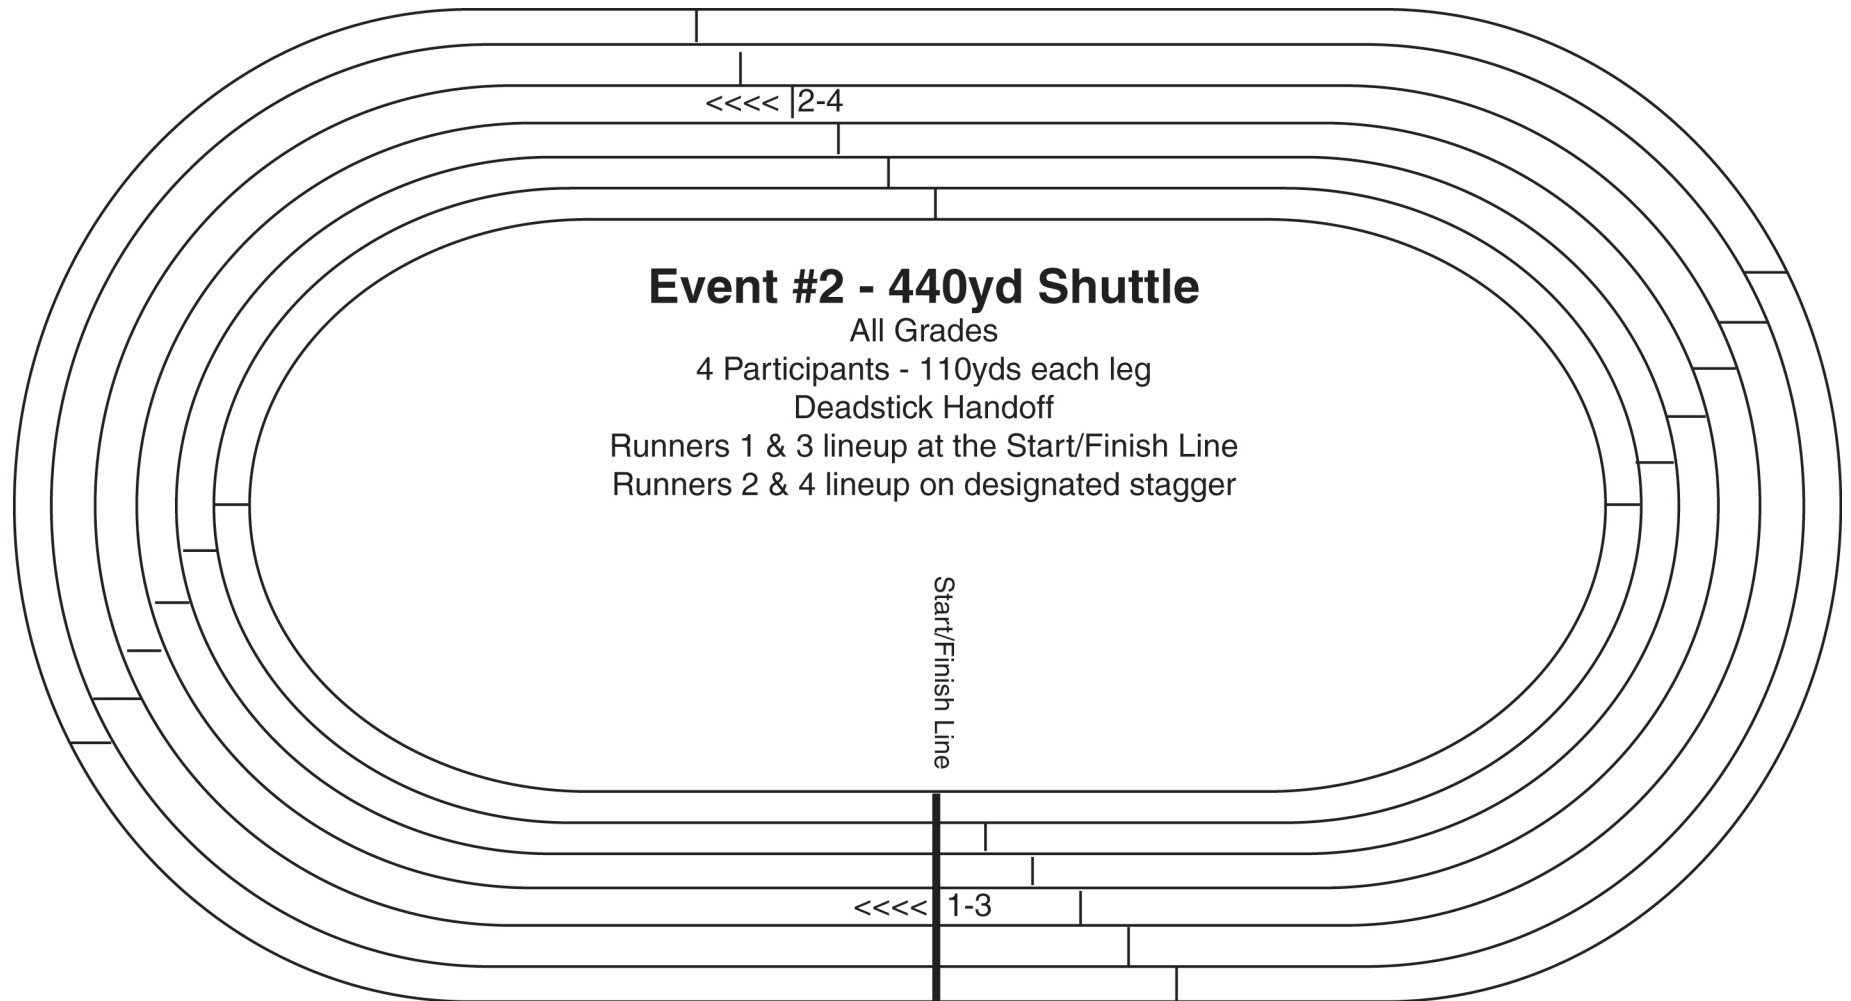 <<<< 2-4
Event #2 - 440yd Shuttle
All Grades
4 Participants - 110yds each leg
Deadstick Handoff
Runners 1 & 3 lineup at the Start/Finish Line
Runners 2 & 4 lineup on designated stagger
Start/Finish Line
<<<< 1-3